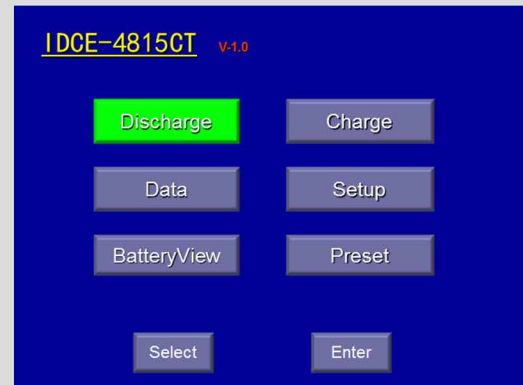 IDCE-4815CT V-1.0
Discharge Charge
Data Setup
BatteryView Preset
Select Enter